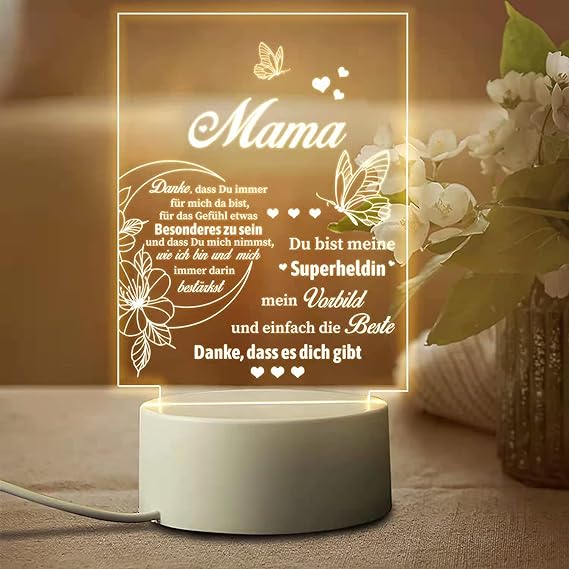 Mama
Danke, dass Du immer
für mich da bist,
für das Gefühl etwas
Besonderes zu sein
und dass Du mich nimmst,
wie ich bin und mich
immer darin
bestärkst
Du bist meine
Superheldin
mein Vorbild
und einfach die Beste
Danke, dass es dich gibt